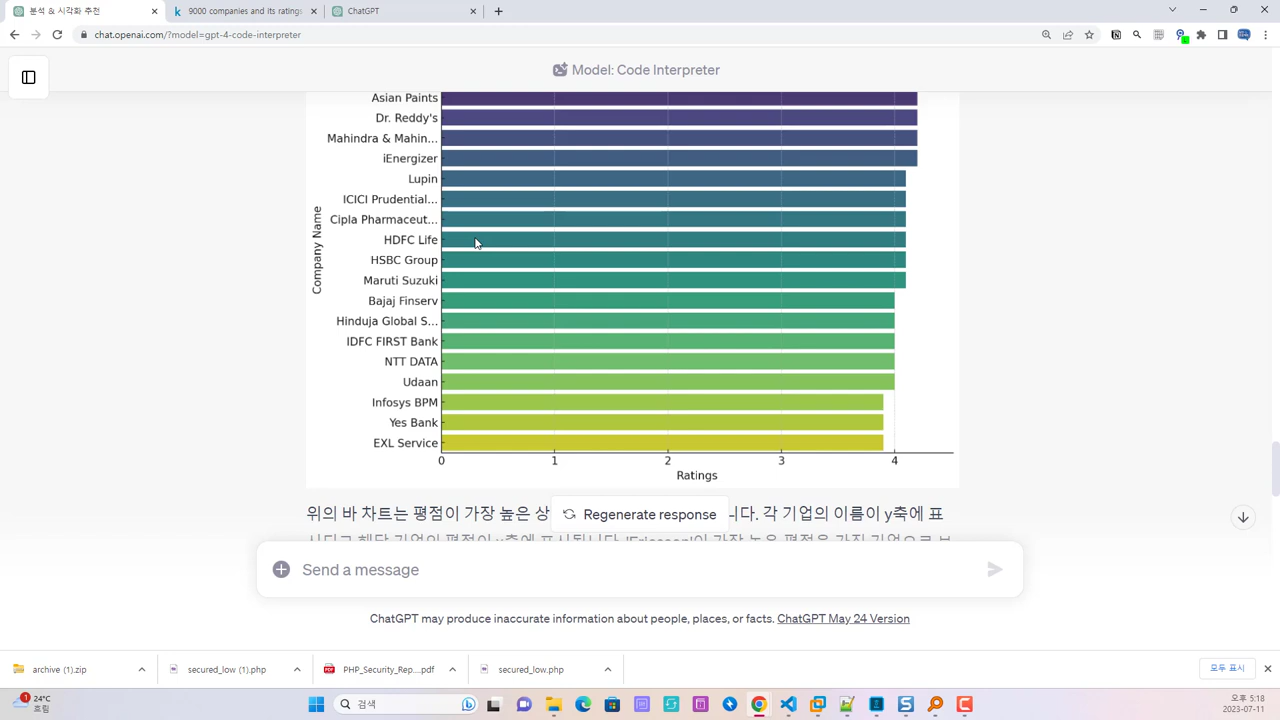 분석 & 시각화 추천
9000 companies and its ratings
ChatGPT
chat.openai.com/?model=gpt-4-code-interpreter
Model: Code Interpreter
Asian Paints
Dr. Reddy's
Mahindra & Mahin...
iEnergizer
Lupin
ICICI Prudential...
Cipla Pharmaceut...
HDFC Life
HSBC Group
Maruti Suzuki
Bajaj Finserv
Hinduja Global S...
IDFC FIRST Bank
NTT DATA
Udaan
Infosys BPM
Yes Bank
EXL Service
Company Name
0 1 2 3 4
Ratings
위의 바 차트는 평점이 가장 높은 상
니다. 각 기업의 이름이 y축에 표
Regenerate response
Send a message
ChatGPT may produce inaccurate information about people, places, or facts. ChatGPT May 24 Version
archive (1).zip
secured_low (1).php
PHP_Security_Rep....pdf
secured_low.php
모두 표시
1
24°C
흐림
검색
오후 5:18
2023-07-11